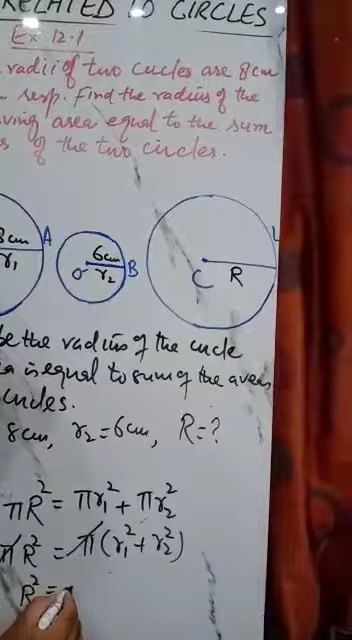 RELATED TO CIRCLES
Ex 12.1
radii of two circles are 8cm
resp. Find the radius of the
ving area equal to the sum
s of the two circles.
8cm A
r₁
6cm
O B
r₂
C R
be the radius of the circle
a is equal to sum of the areas
circles.
8cm, r₂=6cm, R=?
πR² = πr₁² + πr₂²
πR² = π(r₁²+r₂²)
R² =